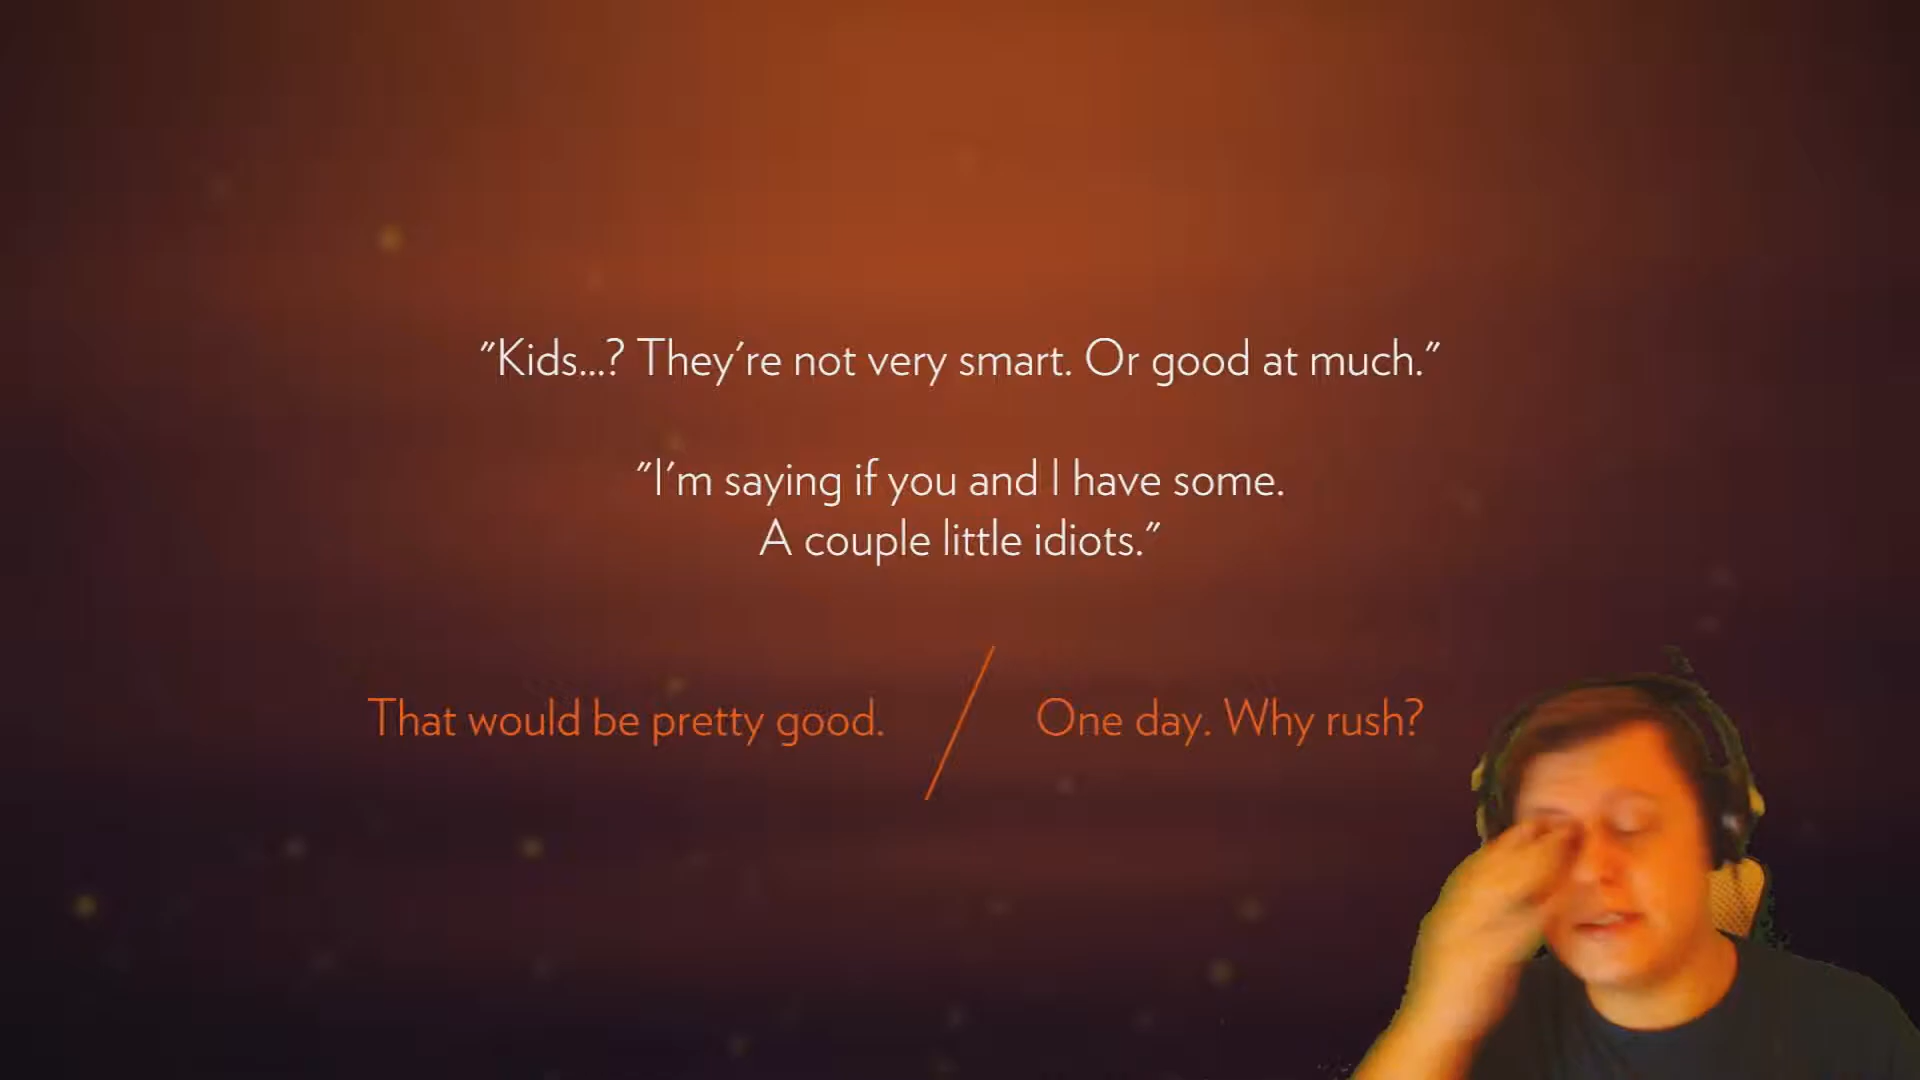 "Kids...? They're not very smart. Or good at much."
"I'm saying if you and I have some.
A couple little idiots."
That would be pretty good. / One day. Why rush?